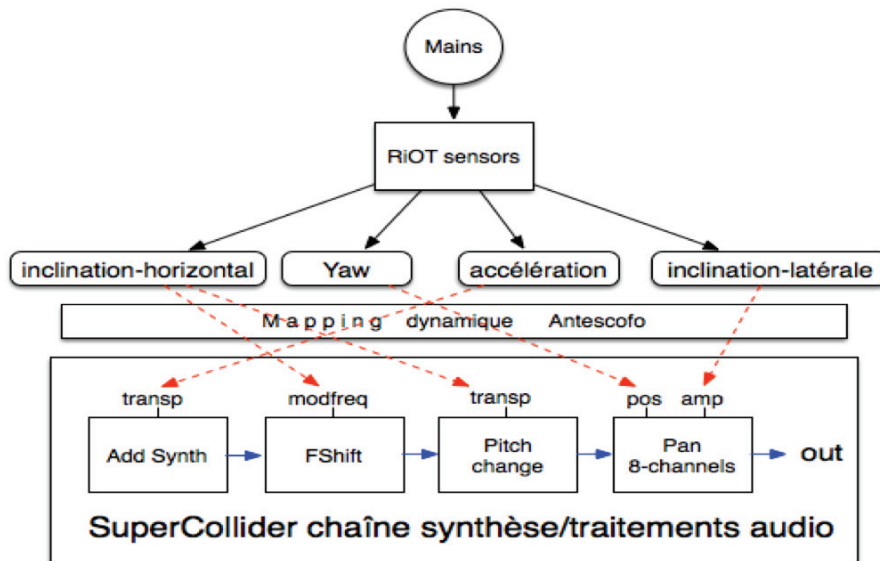 Mains
RiOT sensors
inclination-horizontal Yaw accélération inclination-latérale
Mapping dynamique Antescofo
transp modfreq transp pos amp
Add Synth FShift Pitch change Pan 8-channels out
SuperCollider chaîne synthèse/traitements audio